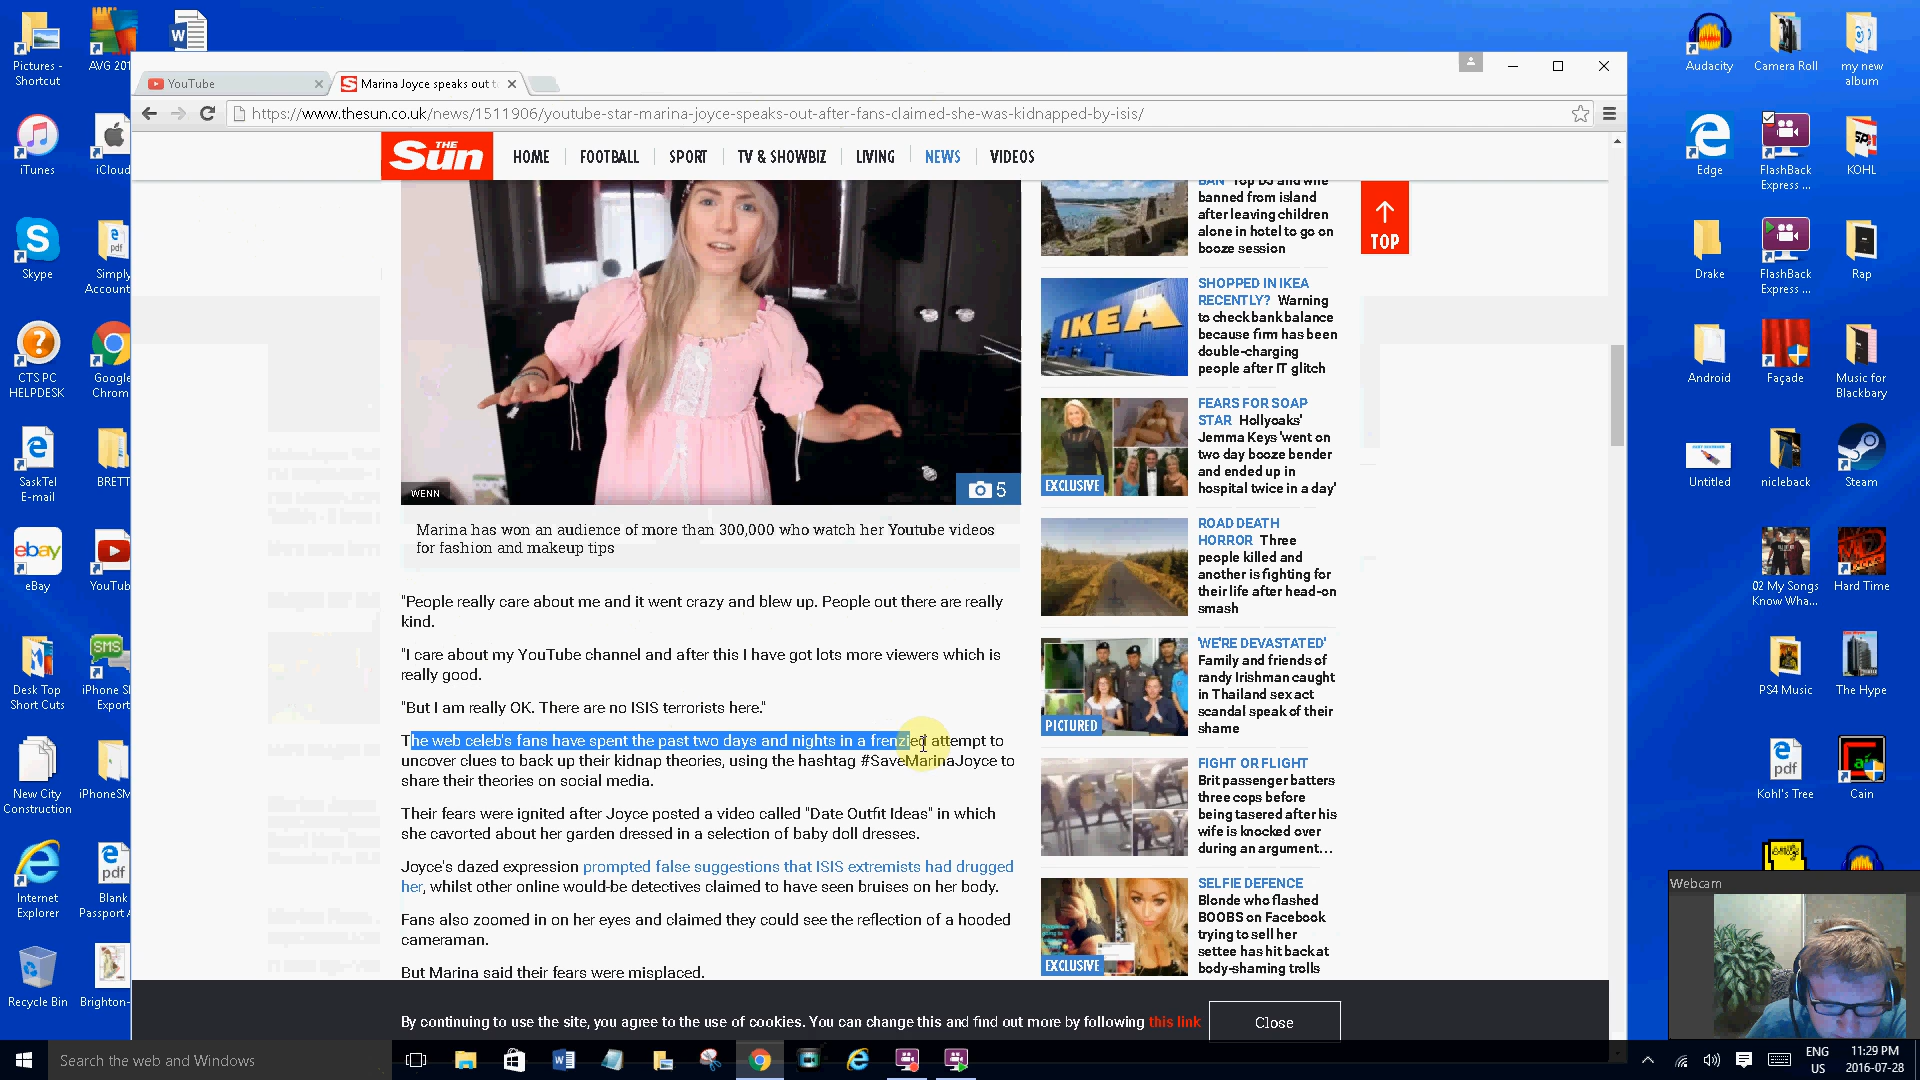 Pictures -
Shortcut
AVG 201
iTunes
iCloud
Skype
Simply
Account
CTS PC
HELPDESK
Google
Chrom
SaskTel
E-mail
BRETT
ebay
eBay
YouTub
Desk Top
Short Cuts
SMS
iPhone S
Export
New City
Construction
iPhoneSM
Internet
Explorer
Blank
Passport A
Recycle Bin
Brighton-
YouTube
Marina Joyce speaks out t
https://www.thesun.co.uk/news/1511906/youtube-star-marina-joyce-speaks-out-after-fans-claimed-she-was-kidnapped-by-isis/
THE
Sun
HOME
FOOTBALL
SPORT
TV & SHOWBIZ
LIVING
NEWS
VIDEOS
WENN
5
Marina has won an audience of more than 300,000 who watch her Youtube videos
for fashion and makeup tips
"People really care about me and it went crazy and blew up. People out there are really
kind.
"I care about my YouTube channel and after this I have got lots more viewers which is
really good.
"But I am really OK. There are no ISIS terrorists here."
The web celeb's fans have spent the past two days and nights in a frenzied attempt to
uncover clues to back up their kidnap theories, using the hashtag #SaveMarinaJoyce to
share their theories on social media.
Their fears were ignited after Joyce posted a video called "Date Outfit Ideas" in which
she cavorted about her garden dressed in a selection of baby doll dresses.
Joyce's dazed expression prompted false suggestions that ISIS extremists had drugged
her, whilst other online would-be detectives claimed to have seen bruises on her body.
Fans also zoomed in on her eyes and claimed they could see the reflection of a hooded
cameraman.
But Marina said their fears were misplaced.
BAN Top DJ and wife
banned from island
after leaving children
alone in hotel to go on
booze session
IKEA
SHOPPED IN IKEA
RECENTLY? Warning
to check bank balance
because firm has been
double-charging
people after IT glitch
EXCLUSIVE
FEARS FOR SOAP
STAR Hollyoaks'
Jemma Keys 'went on
two day booze bender
and ended up in
hospital twice in a day'
ROAD DEATH
HORROR Three
people killed and
another is fighting for
their life after head-on
smash
PICTURED
'WE'RE DEVASTATED'
Family and friends of
randy Irishman caught
in Thailand sex act
scandal speak of their
shame
FIGHT OR FLIGHT
Brit passenger batters
three cops before
being tasered after his
wife is knocked over
during an argument...
EXCLUSIVE
SELFIE DEFENCE
Blonde who flashed
BOOBS on Facebook
trying to sell her
settee has hit back at
body-shaming trolls
TOP
By continuing to use the site, you agree to the use of cookies. You can change this and find out more by following this link
Close
Audacity
Camera Roll
my new
album
Edge
FlashBack
Express ...
KOHL
Drake
FlashBack
Express ...
Rap
Android
Façade
Music for
Blackbary
Untitled
nicleback
Steam
02 My Songs
Know Wha...
Hard Time
PS4 Music
The Hype
Kohl's Tree
Cain
Webcam
Search the web and Windows
ENG
US
11:29 PM
2016-07-28